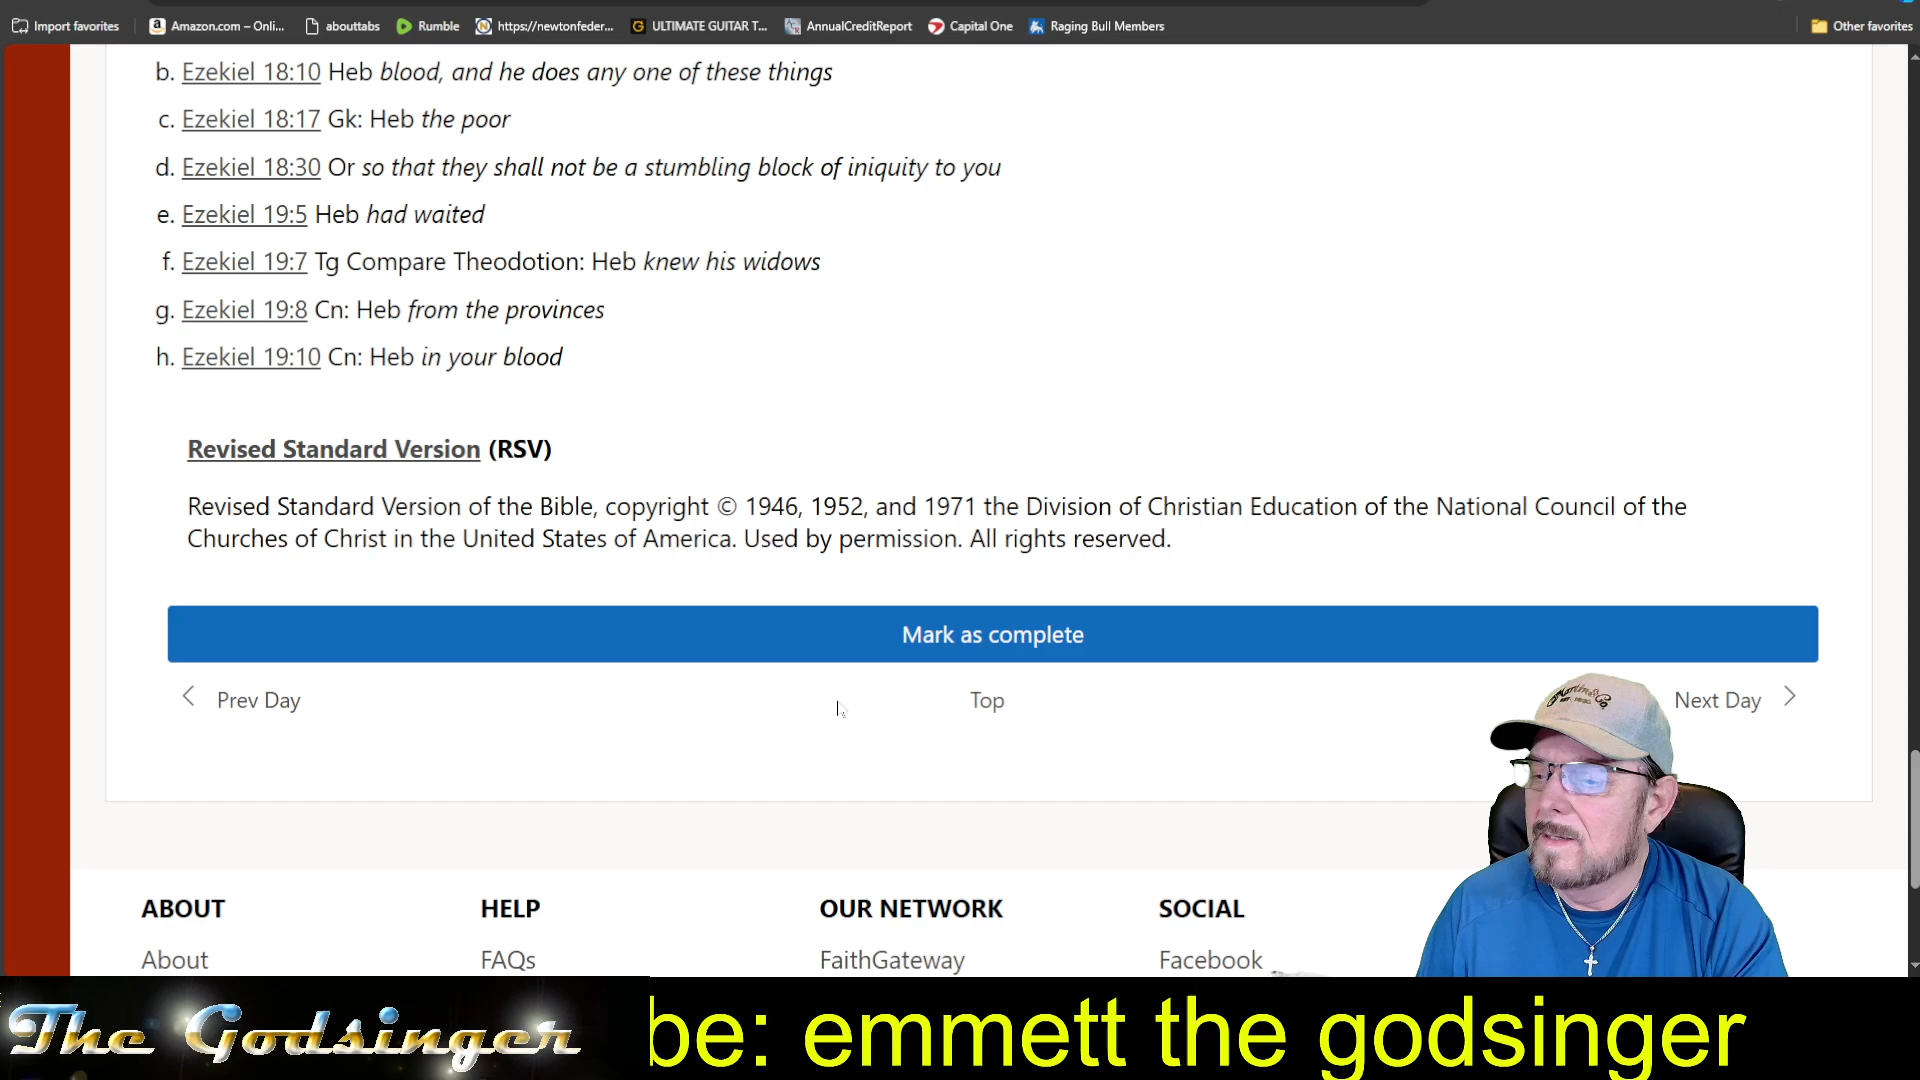 Import favorites
Amazon.com – Onli...
abouttabs
Rumble
https://newtonfeder...
ULTIMATE GUITAR T...
AnnualCreditReport
Capital One
Raging Bull Members
Other favorites
b. Ezekiel 18:10 Heb blood, and he does any one of these things
c. Ezekiel 18:17 Gk: Heb the poor
d. Ezekiel 18:30 Or so that they shall not be a stumbling block of iniquity to you
e. Ezekiel 19:5 Heb had waited
f. Ezekiel 19:7 Tg Compare Theodotion: Heb knew his widows
g. Ezekiel 19:8 Cn: Heb from the provinces
h. Ezekiel 19:10 Cn: Heb in your blood
Revised Standard Version (RSV)
Revised Standard Version of the Bible, copyright © 1946, 1952, and 1971 the Division of Christian Education of the National Council of the
Churches of Christ in the United States of America. Used by permission. All rights reserved.
Mark as complete
Prev Day
Top
Next Day
Martin & Co
EST. 1833
ABOUT
HELP
OUR NETWORK
SOCIAL
About
FAQs
FaithGateway
Facebook
The Godsinger
be: emmett the godsinger